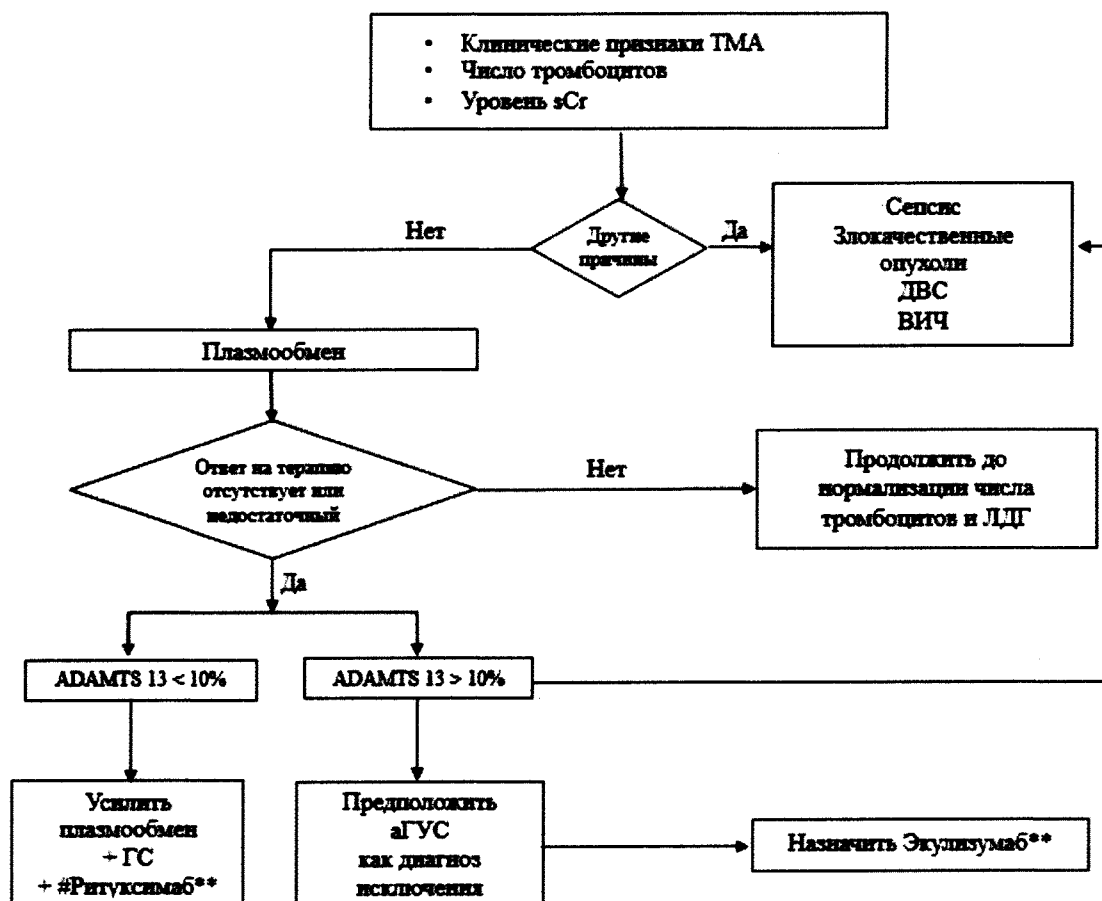 • Клинические признаки ТМА
• Число тромбоцитов
• Уровень sCr
Нет
Другие
причины
Да
Сепсис
Злокачественные
опухоли
ДВС
ВИЧ
Плазмообмен
Ответ на терапию
отсутствует или
недостаточный
Нет
Продолжить до
нормализации числа
тромбоцитов и ЛДГ
Да
ADAMTS 13 < 10%
ADAMTS 13 > 10%
Усилить
плазмообмен
+ ГС
+ #Ритуксимаб**
Предположить
аГУС
как диагноз
исключения
Назначить Экулизумаб**